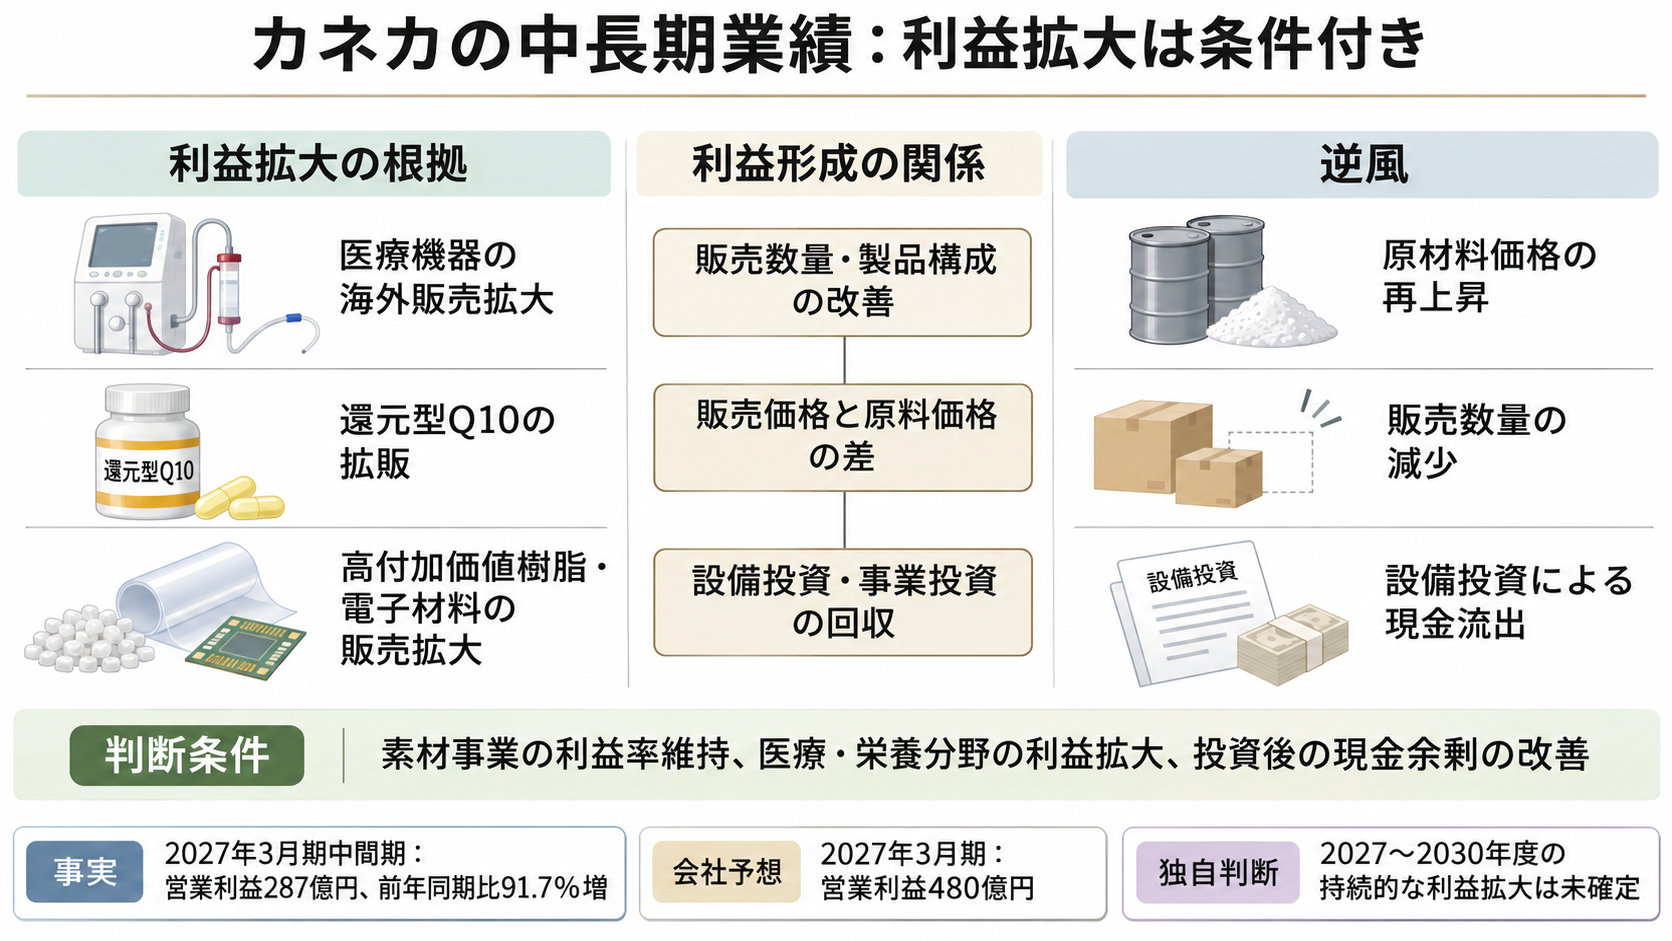 カネカの中長期業績：利益拡大は条件付き
利益拡大の根拠
医療機器の
海外販売拡大
還元型Q10
還元型Q10の
拡販
高付加価値樹脂・
電子材料の
販売拡大
利益形成の関係
販売数量・製品構成
の改善
販売価格と原料価格
の差
設備投資・事業投資
の回収
逆風
原材料価格の
再上昇
販売数量の
減少
設備投資
設備投資による
現金流出
判断条件
素材事業の利益率維持、医療・栄養分野の利益拡大、投資後の現金余剰の改善
事実
2027年3月期中間期：
営業利益287億円、前年同期比91.7％増
会社予想
2027年3月期：
営業利益480億円
独自判断
2027～2030年度の
持続的な利益拡大は未確定